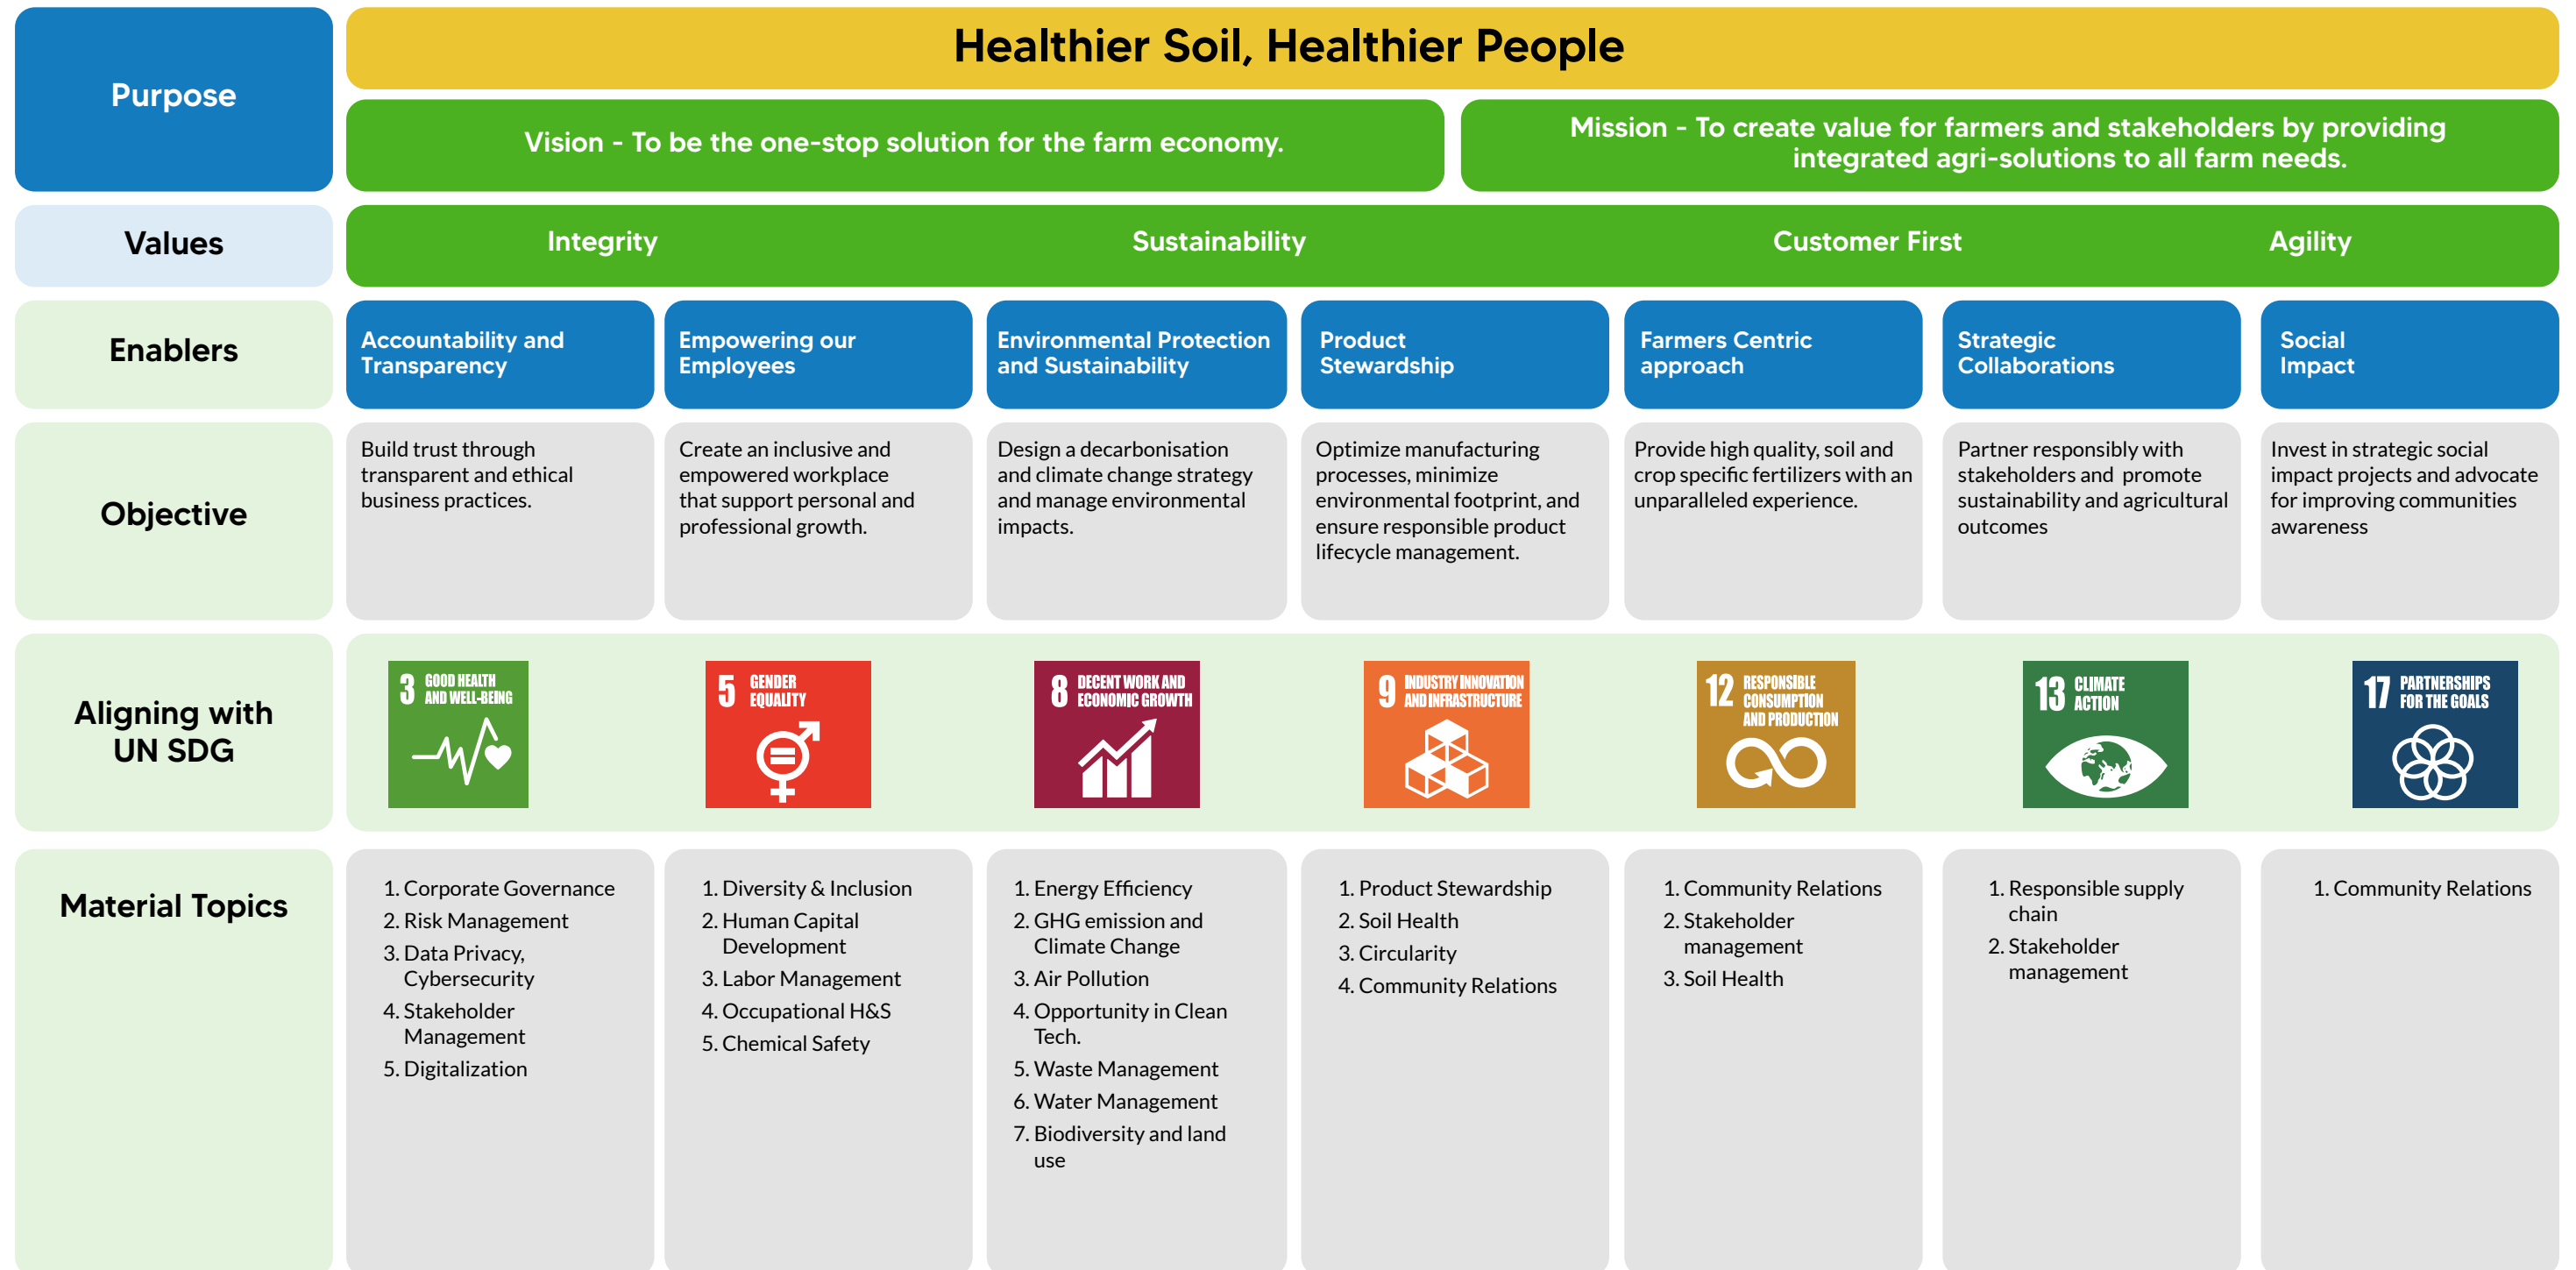 Purpose
Healthier Soil, Healthier People
Vision - To be the one-stop solution for the farm economy.
Mission - To create value for farmers and stakeholders by providing
integrated agri-solutions to all farm needs.
Values
Integrity
Sustainability
Customer First
Agility
Enablers
Accountability and
Transparency
Empowering our
Employees
Environmental Protection
and Sustainability
Product
Stewardship
Farmers Centric
approach
Strategic
Collaborations
Social
Impact
Objective
Build trust through
transparent and ethical
business practices.
Create an inclusive and
empowered workplace
that support personal and
professional growth.
Design a decarbonisation
and climate change strategy
and manage environmental
impacts.
Optimize manufacturing
processes, minimize
environmental footprint, and
ensure responsible product
lifecycle management.
Provide high quality, soil and
crop specific fertilizers with an
unparalleled experience.
Partner responsibly with
stakeholders and promote
sustainability and agricultural
outcomes
Invest in strategic social
impact projects and advocate
for improving communities
awareness
Aligning with
UN SDG
3 GOOD HEALTH
AND WELL-BEING
5 GENDER
EQUALITY
8 DECENT WORK AND
ECONOMIC GROWTH
9 INDUSTRY INNOVATION
AND INFRASTRUCTURE
12 RESPONSIBLE
CONSUMPTION
AND PRODUCTION
13 CLIMATE
ACTION
17 PARTNERSHIPS
FOR THE GOALS
Material Topics
1. Corporate Governance
2. Risk Management
3. Data Privacy,
Cybersecurity
4. Stakeholder
Management
5. Digitalization
1. Diversity & Inclusion
2. Human Capital
Development
3. Labor Management
4. Occupational H&S
5. Chemical Safety
1. Energy Efficiency
2. GHG emission and
Climate Change
3. Air Pollution
4. Opportunity in Clean
Tech.
5. Waste Management
6. Water Management
7. Biodiversity and land
use
1. Product Stewardship
2. Soil Health
3. Circularity
4. Community Relations
1. Community Relations
2. Stakeholder
management
3. Soil Health
1. Responsible supply
chain
2. Stakeholder
management
1. Community Relations